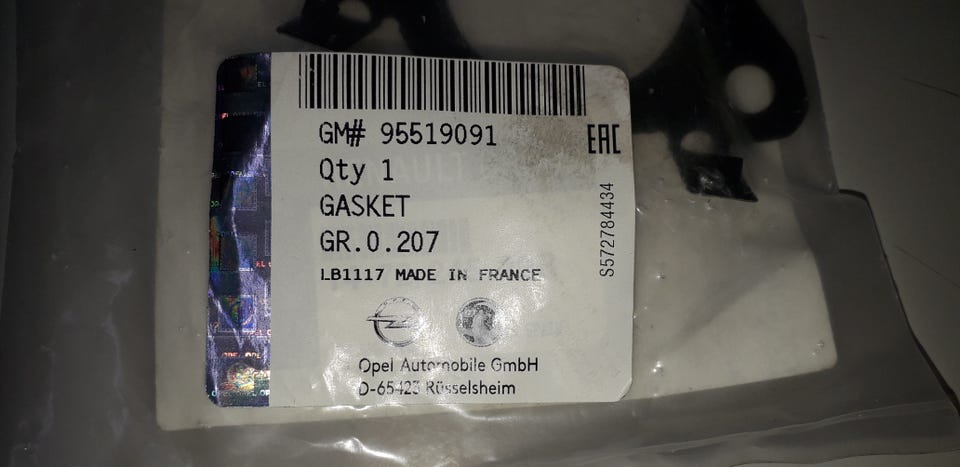 GM# 95519091
EAC
Qty 1
GASKET
GR.0.207
LB1117 MADE IN FRANCE
S572784434
Opel Automobile GmbH
D-65423 Rüsselsheim